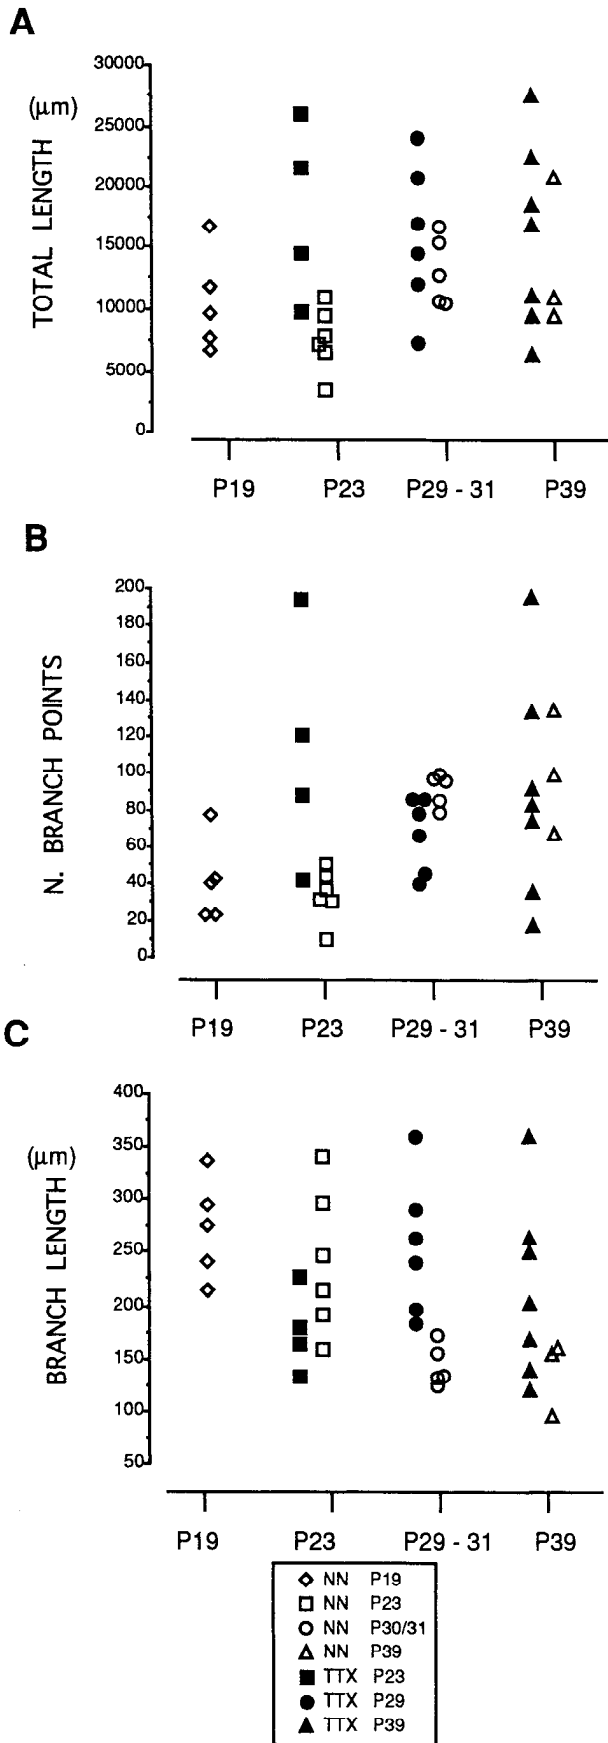 A
30000
(μm)
25000
20000
15000
10000
5000
0
TOTAL LENGTH
P19 P23 P29 - 31 P39
B
200
180
160
140
120
100
80
60
40
20
0
N. BRANCH POINTS
P19 P23 P29 - 31 P39
C
400
350
(μm)
300
250
200
150
100
50
BRANCH LENGTH
P19 P23 P29 - 31 P39
NN P19
NN P23
NN P30/31
NN P39
TTX P23
TTX P29
TTX P39